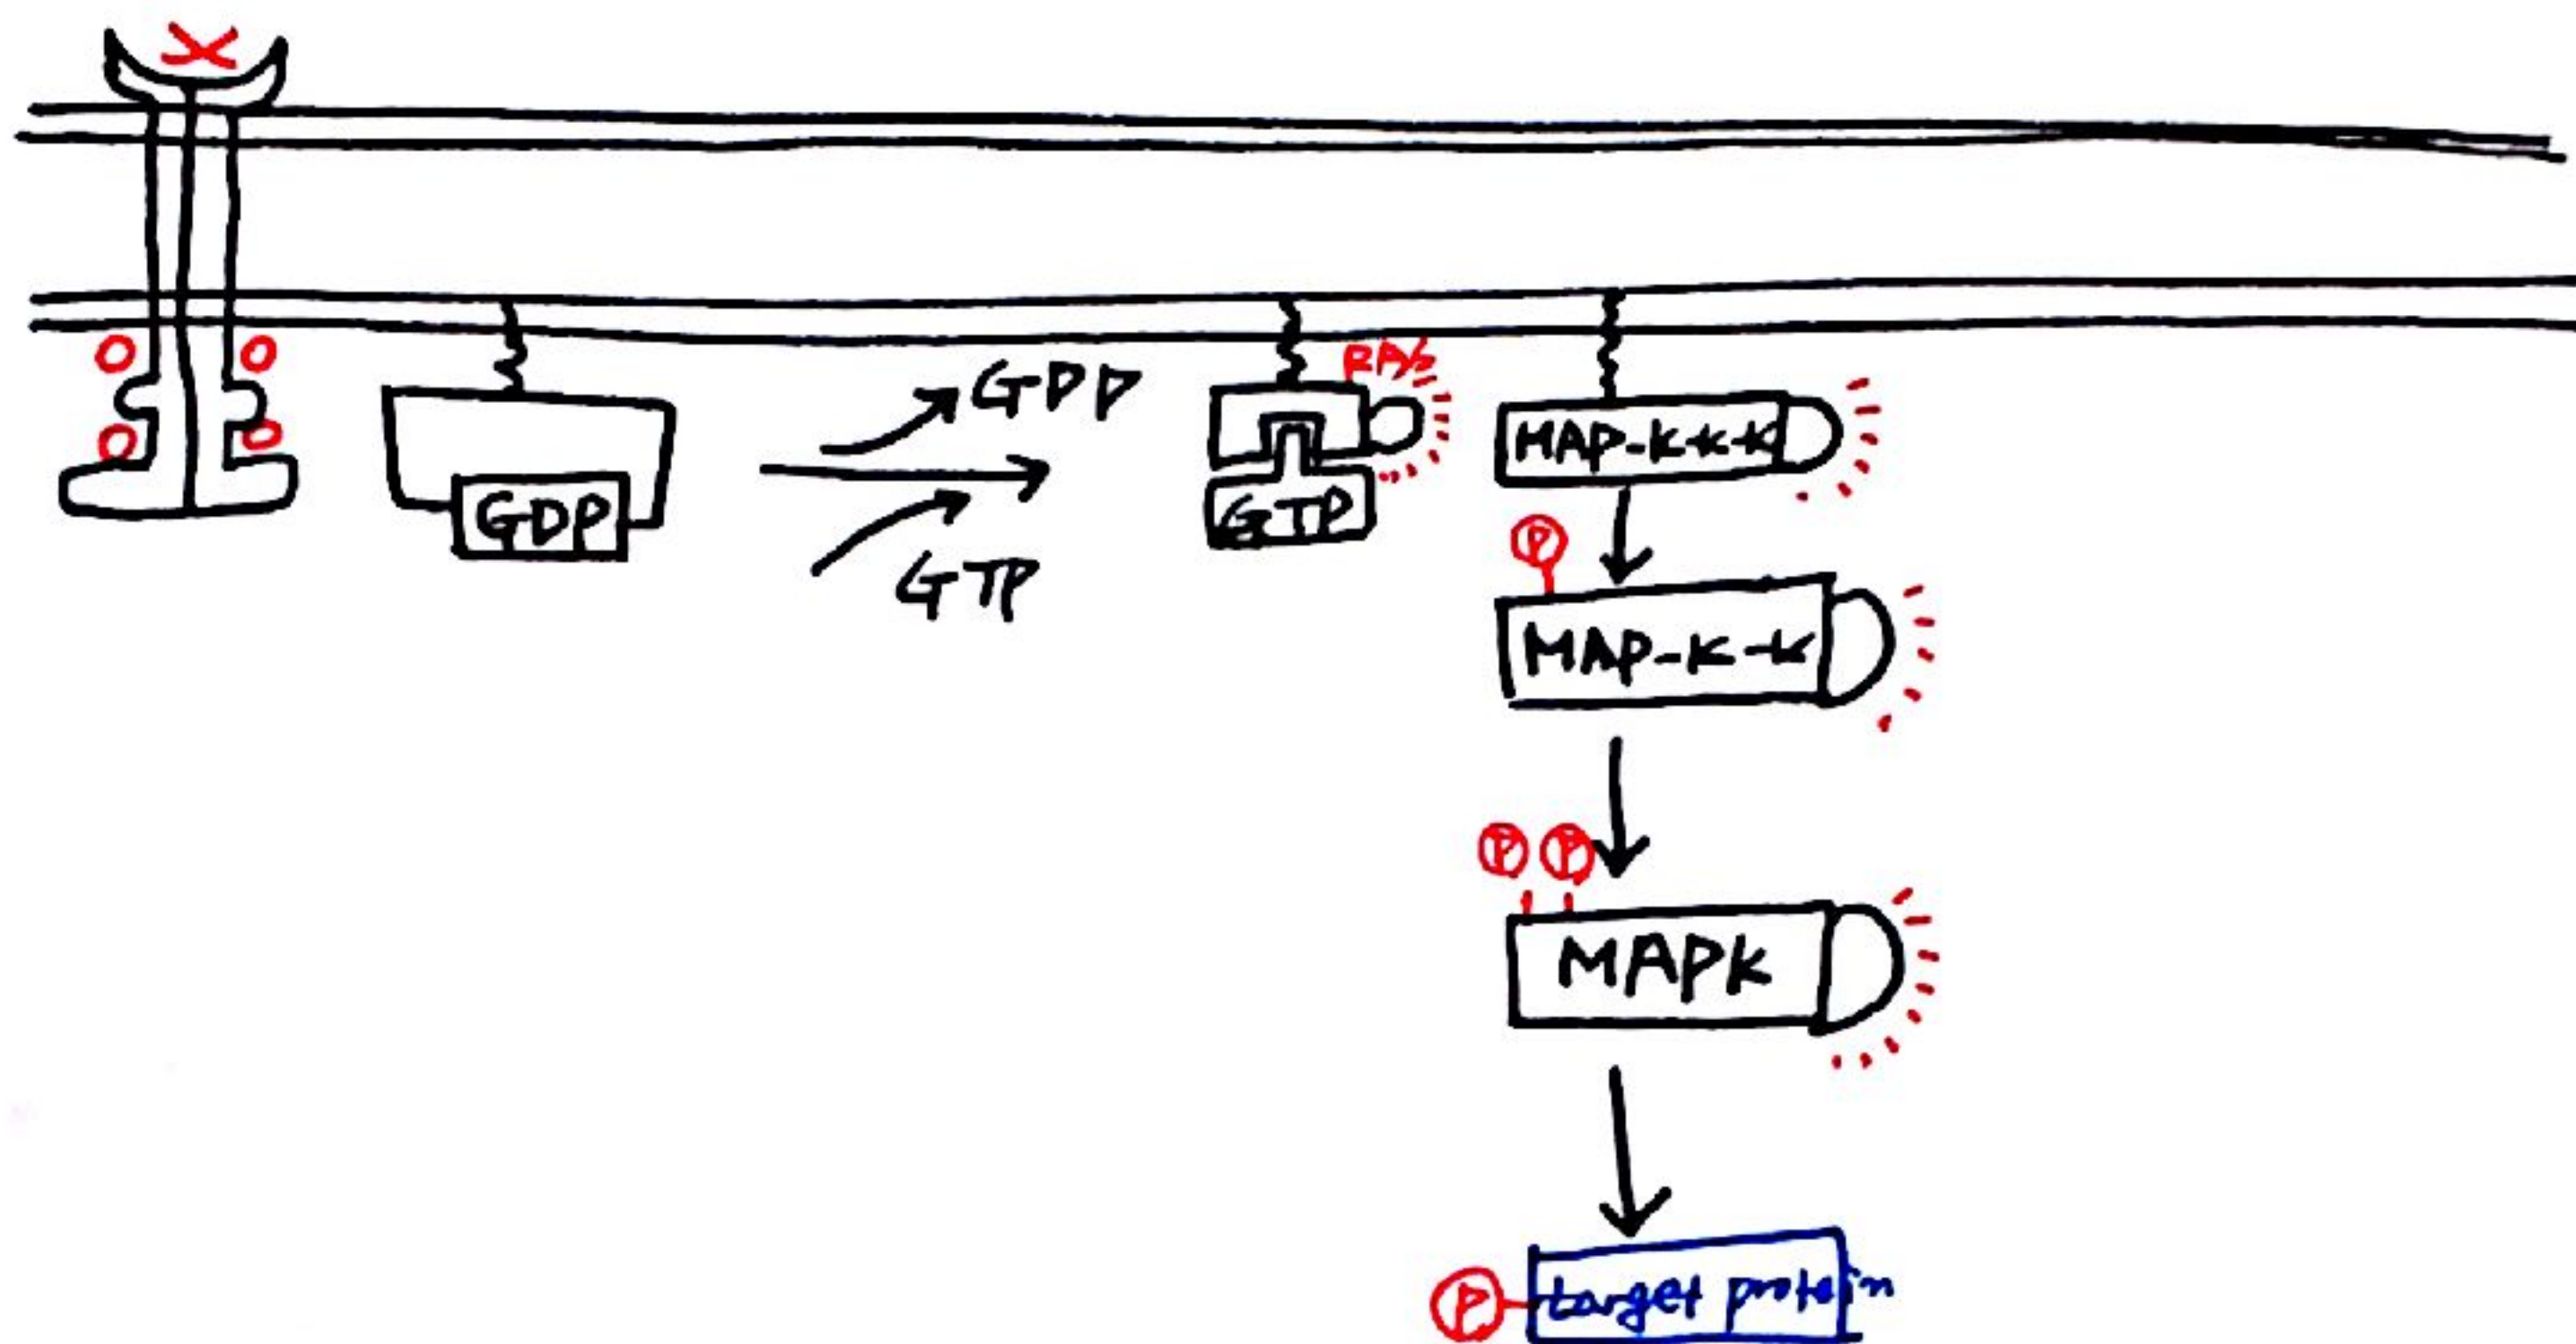 X
GDP
GDP
GTP
RAS
GTP
MAP-K-K-K
P
MAP-K-K
P P
MAPK
P
target protein